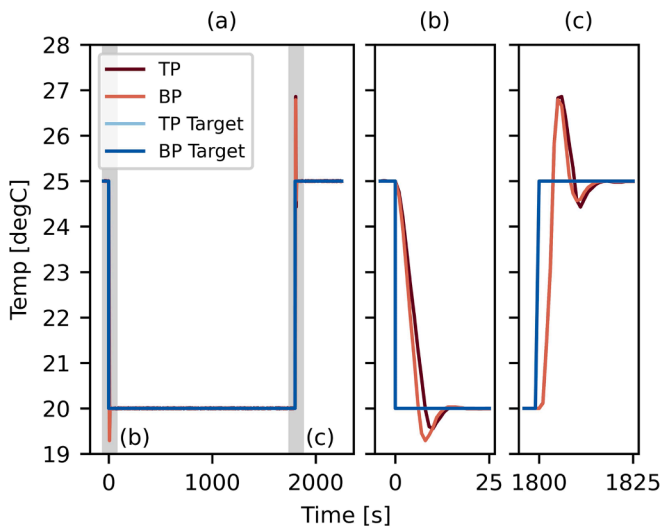 (a) (b) (c)
28
27
26
25
24
23
22
21
20
19
Temp [degC]
TP
BP
TP Target
BP Target
(b) (c)
0 1000 2000 0 25 1800 1825
Time [s]